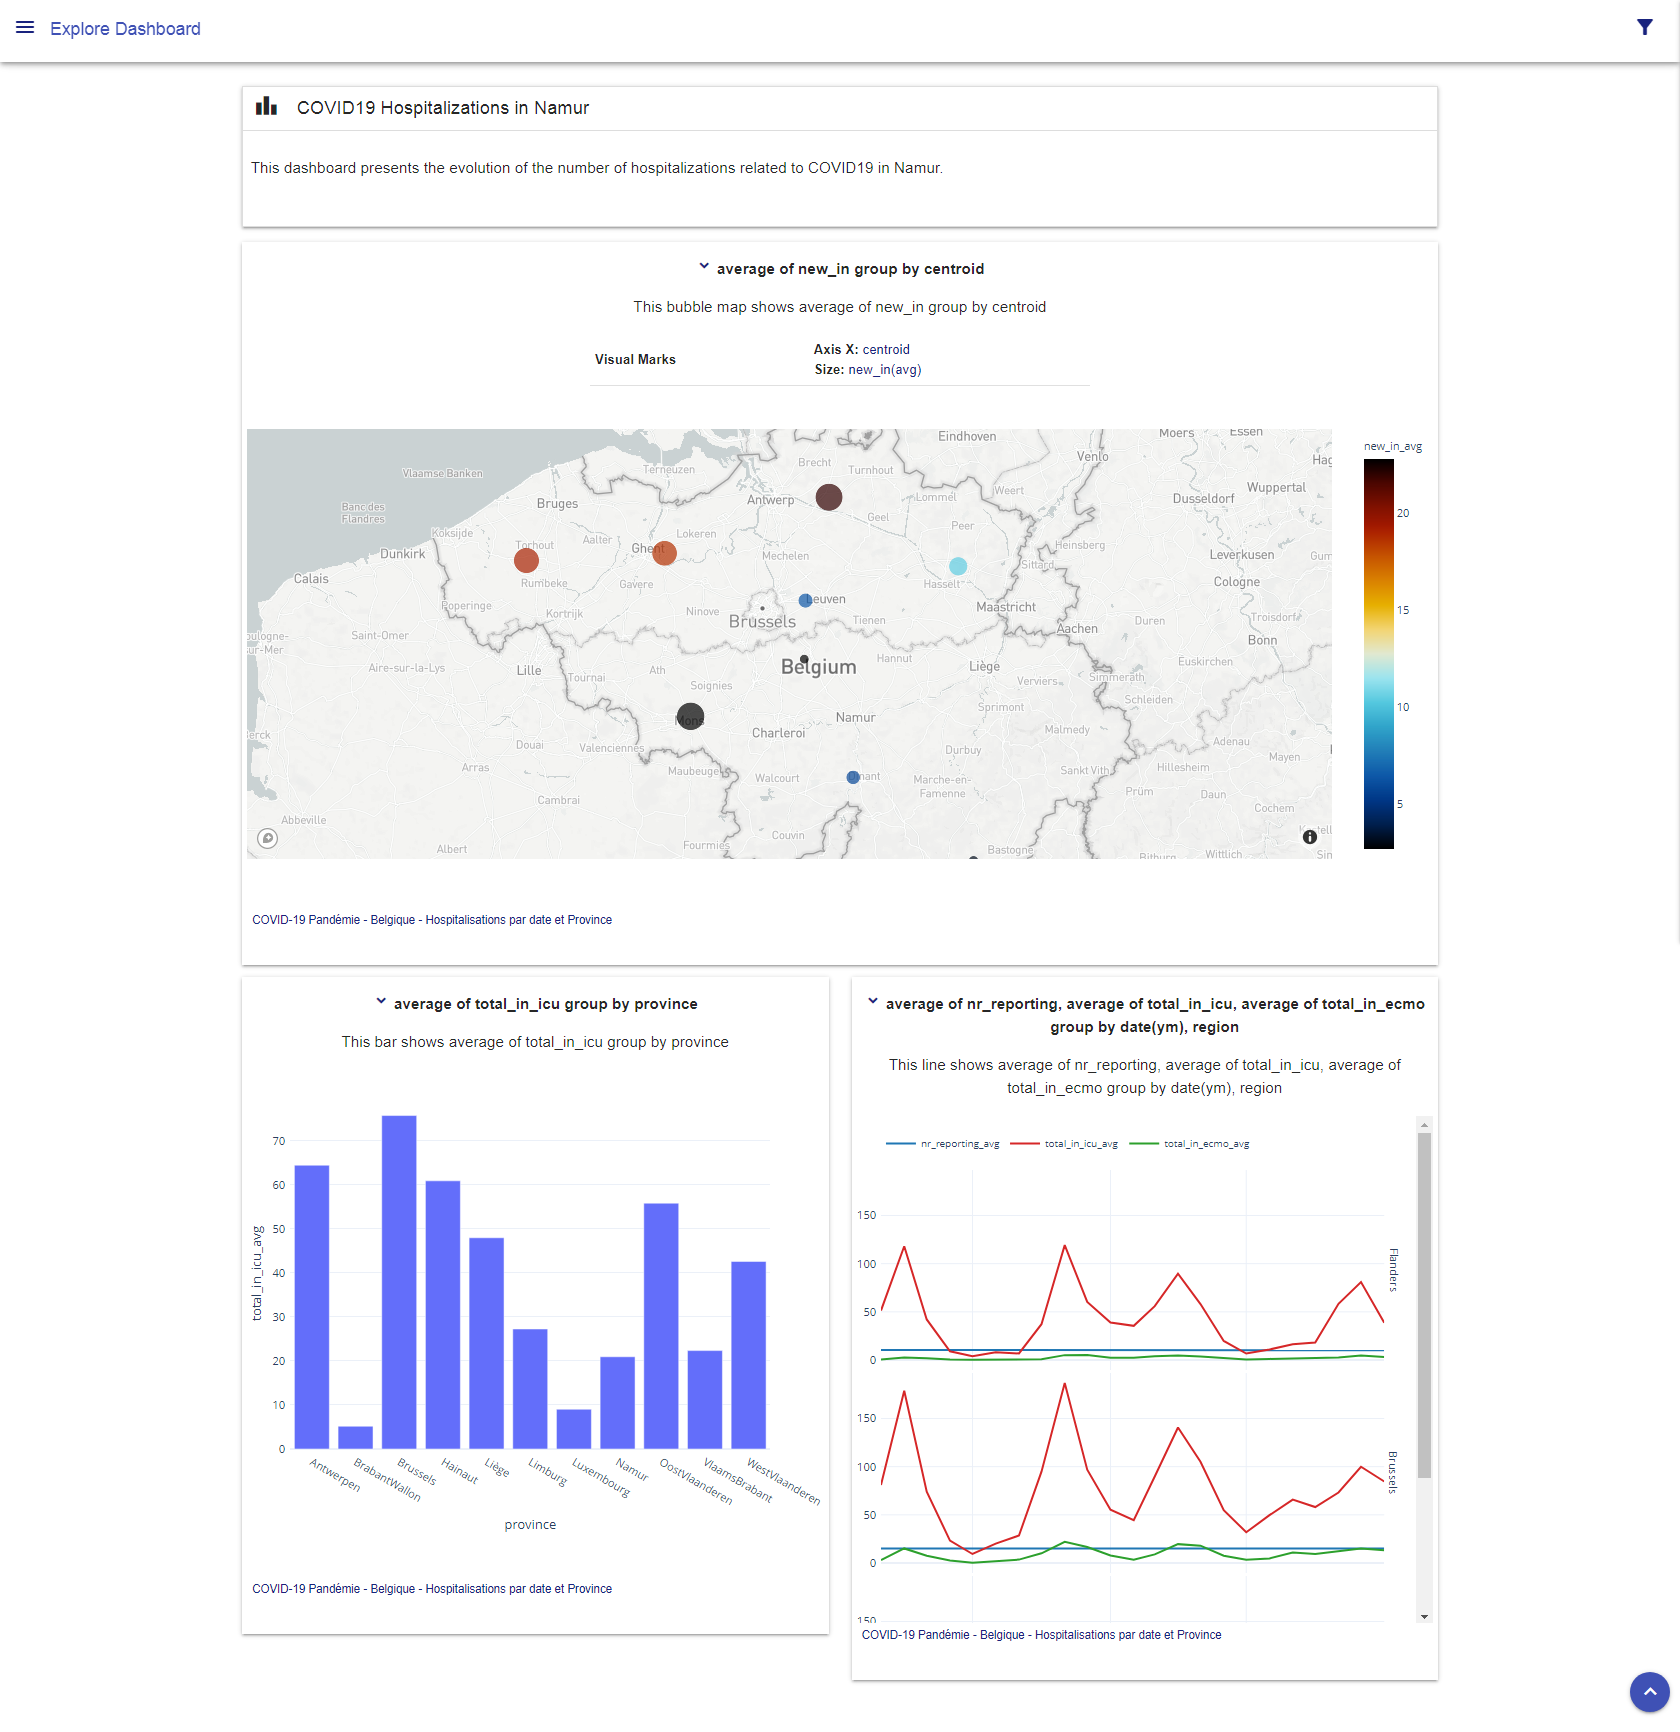 Explore Dashboard
COVID19 Hospitalizations in Namur
This dashboard presents the evolution of the number of hospitalizations related to COVID19 in Namur.
average of new_in group by centroid
This bubble map shows average of new_in group by centroid
Visual Marks
Axis X: centroid
Size: new_in(avg)
Eindhoven
Moers
Essen
Venlo
Brecht
Turnhout
Terneuzen
Vlaamse Banken
Weert
Wuppertal
Antwerp
Lommel
Dusseldorf
Bruges
Banc des
Flandres
Geel
Peer
Koksijde
Aalter
Lokeren
Torhout
Ghent
Heinsberg
Dunkirk
Mechelen
Leverkusen
Sittard
Calais
Rumbeke
Gavere
Hasselt
Cologne
Leuven
Poperinge
Kortrijk
Ninove
Brussels
Tienen
Maastricht
Duren
Troisdorf
Aachen
Saint-Omer
Bonn
Aire-sur-la-Lys
Lille
Ath
Belgium
Hannut
Liège
Euskirchen
Tournai
Soignies
Verviers
Simmerath
Schleiden
Mons
Namur
Sprimont
Charleroi
Malmedy
Douai
Valenciennes
Durbuy
Adenau
Mayen
Arras
Maubeuge
Walcourt
Marche-en-
Famenne
Sankt Vith
Hillesheim
Cambrai
Prüm
Daun
Cochem
Abbeville
Couvin
Albert
Fourmies
Bastogne
Bitburg
Wittlich
new_in_avg
20
15
10
5
COVID-19 Pandémie - Belgique - Hospitalisations par date et Province
average of total_in_icu group by province
This bar shows average of total_in_icu group by province
total_in_icu_avg
70
60
50
40
30
20
10
0
Antwerpen
BrabantWallon
Brussels
Hainaut
Liège
Limburg
Luxembourg
Namur
OostVlaanderen
VlaamsBrabant
WestVlaanderen
province
COVID-19 Pandémie - Belgique - Hospitalisations par date et Province
average of nr_reporting, average of total_in_icu, average of total_in_ecmo
group by date(ym), region
This line shows average of nr_reporting, average of total_in_icu, average of
total_in_ecmo group by date(ym), region
nr_reporting_avg
total_in_icu_avg
total_in_ecmo_avg
150
100
50
0
Flanders
150
100
50
0
Brussels
150
COVID-19 Pandémie - Belgique - Hospitalisations par date et Province